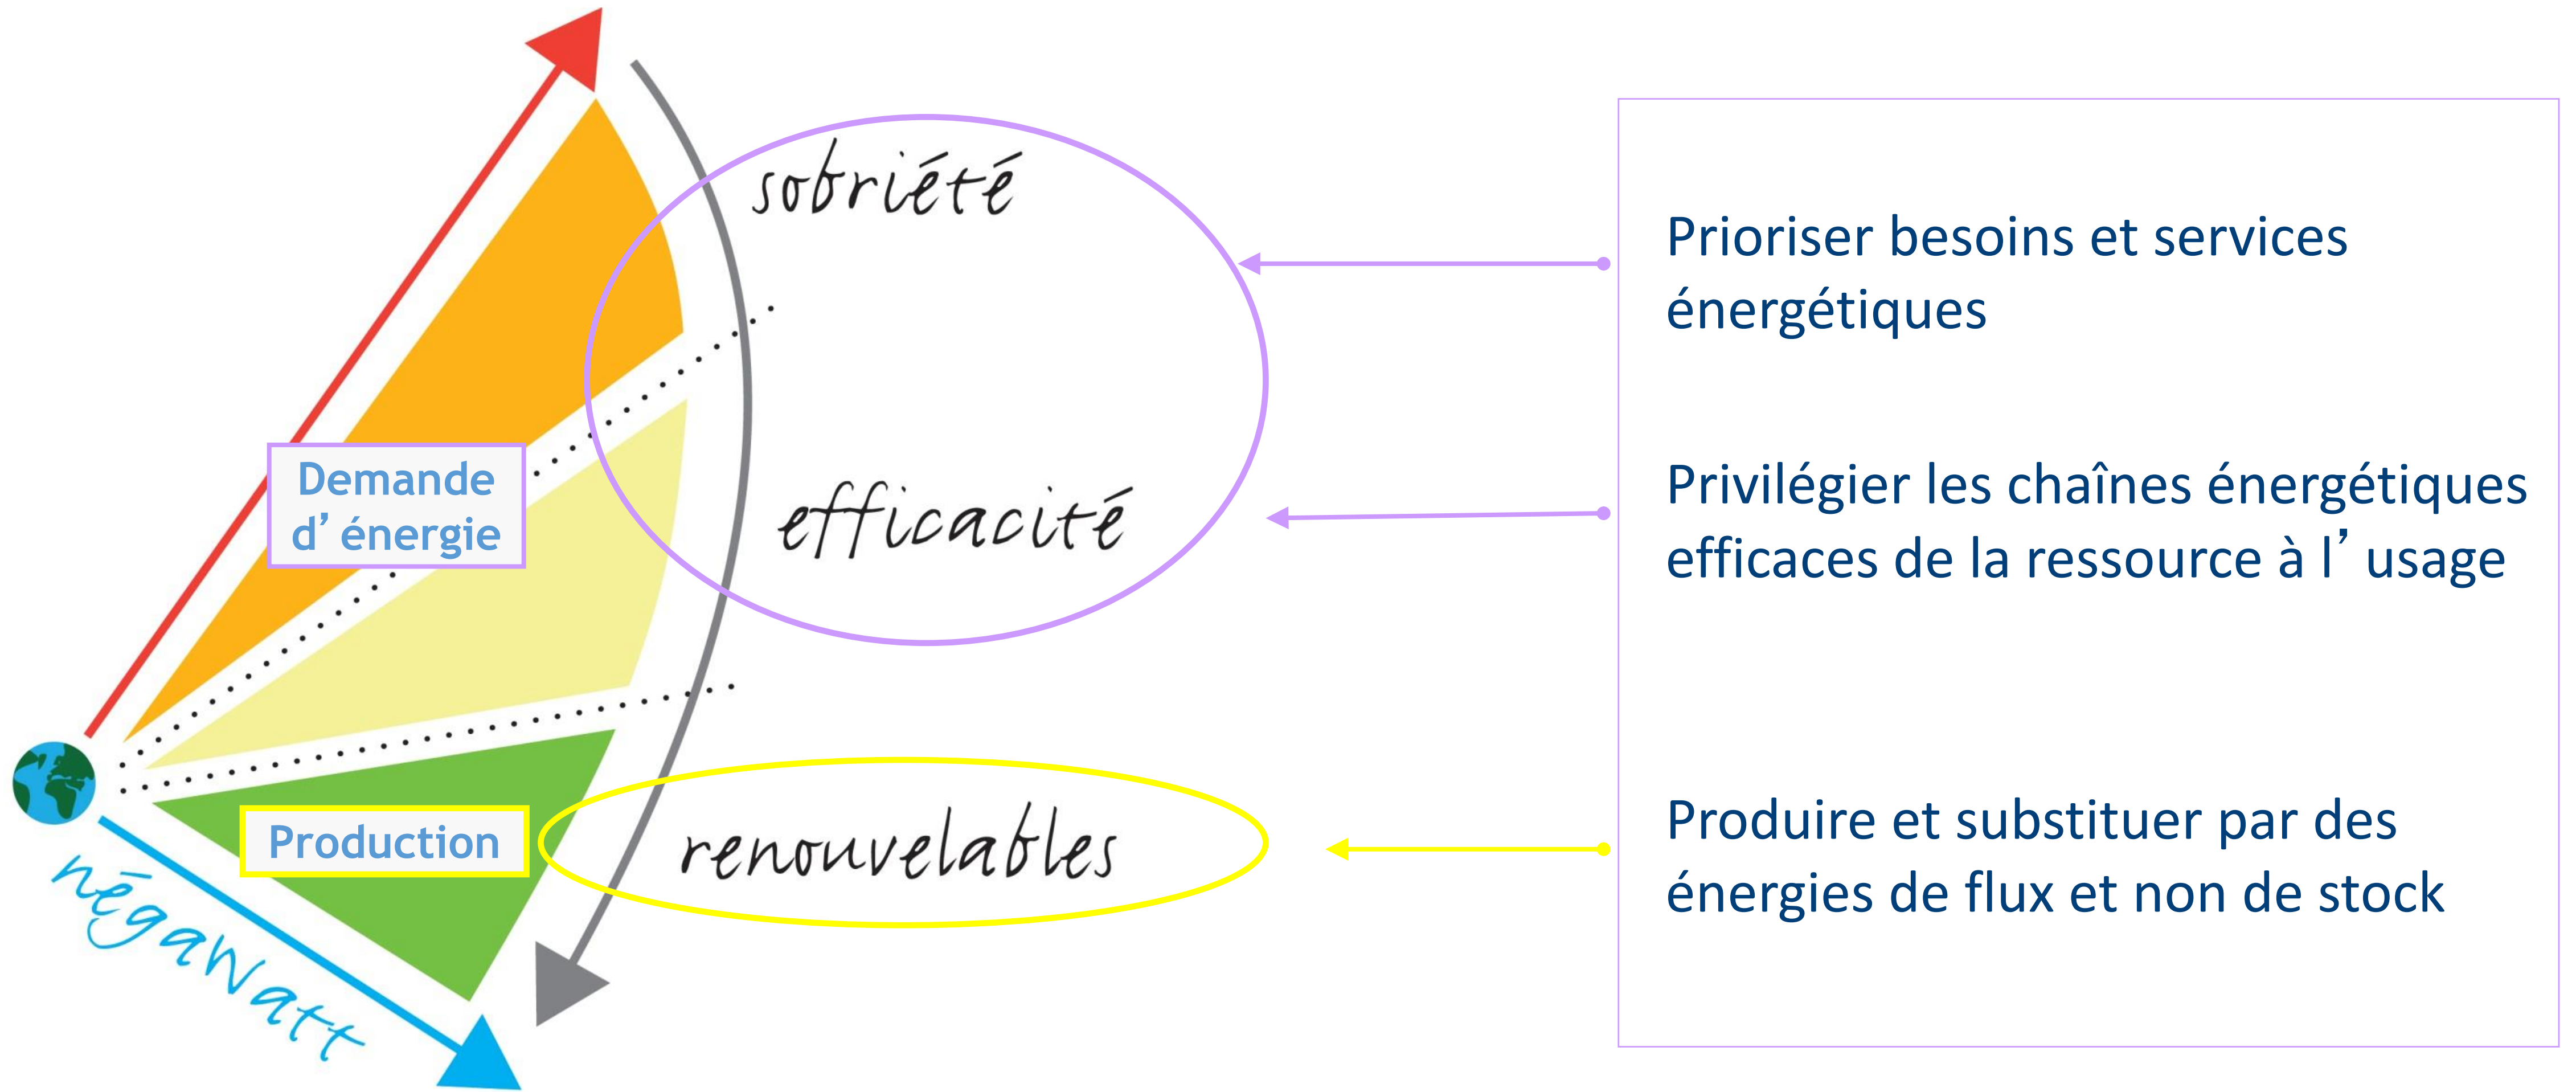 sobriété
Prioriser besoins et services
énergétiques
Demande
d’énergie
efficacité
Privilégier les chaînes énergétiques
efficaces de la ressource à l’usage
Production
renouvelables
Produire et substituer par des
énergies de flux et non de stock
négaWatt